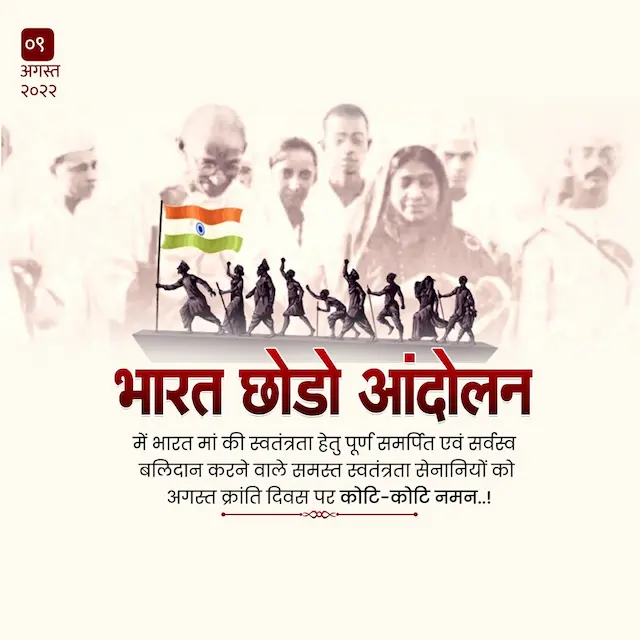 ०९
अगस्त
२०२२
भारत छोडो आंदोलन
में भारत मां की स्वतंत्रता हेतु पूर्ण समर्पित एवं सर्वस्व
बलिदान करने वाले समस्त स्वतंत्रता सेनानियों को
अगस्त क्रांति दिवस पर कोटि-कोटि नमन..!